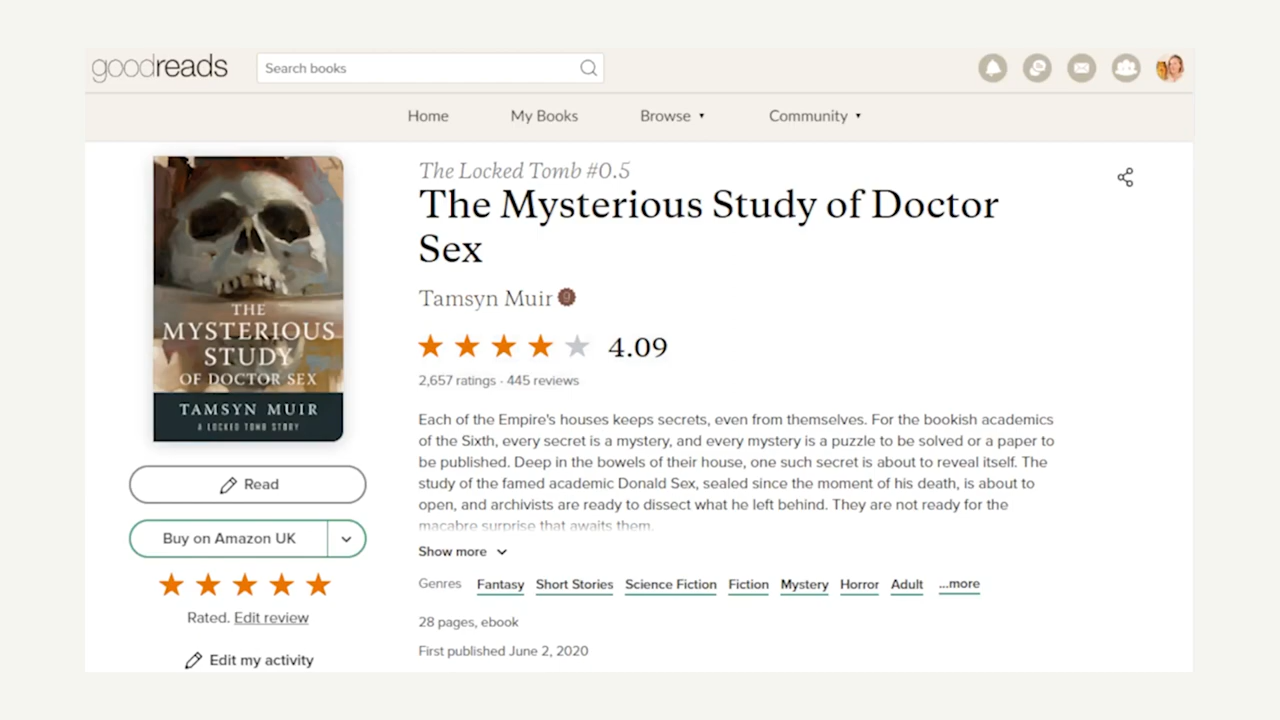 goodreads
Search books
Home
My Books
Browse
Community
THE
MYSTERIOUS
STUDY
OF DOCTOR SEX
TAMSYN MUIR
A LOCKED TOMB STORY
Read
Buy on Amazon UK
Rated. Edit review
Edit my activity
The Locked Tomb #0.5
The Mysterious Study of Doctor
Sex
Tamsyn Muir
4.09
2,657 ratings · 445 reviews
Each of the Empire's houses keeps secrets, even from themselves. For the bookish academics
of the Sixth, every secret is a mystery, and every mystery is a puzzle to be solved or a paper to
be published. Deep in the bowels of their house, one such secret is about to reveal itself. The
study of the famed academic Donald Sex, sealed since the moment of his death, is about to
open, and archivists are ready to dissect what he left behind. They are not ready for the
macabre surprise that awaits them.
Show more
Genres Fantasy Short Stories Science Fiction Fiction Mystery Horror Adult ...more
28 pages, ebook
First published June 2, 2020